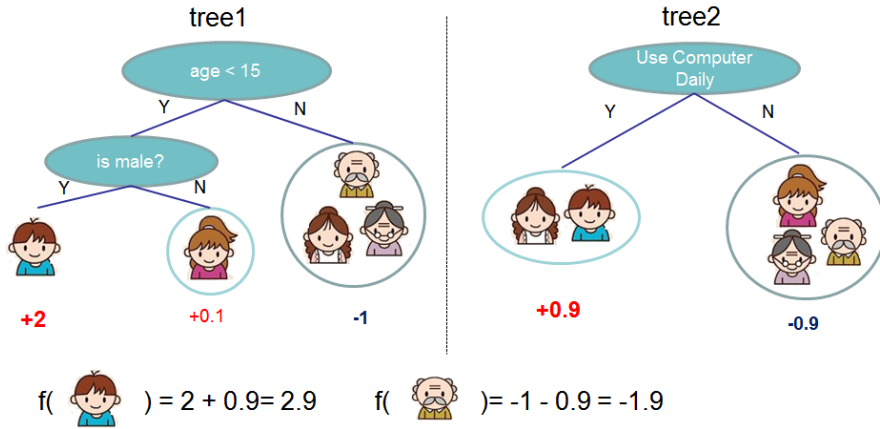 tree1
tree2
age < 15
Use Computer
Daily
Y
N
Y
N
is male?
Y
N
+2
+0.1
-1
+0.9
-0.9
f( ) = 2 + 0.9= 2.9
f( )= -1 - 0.9 = -1.9